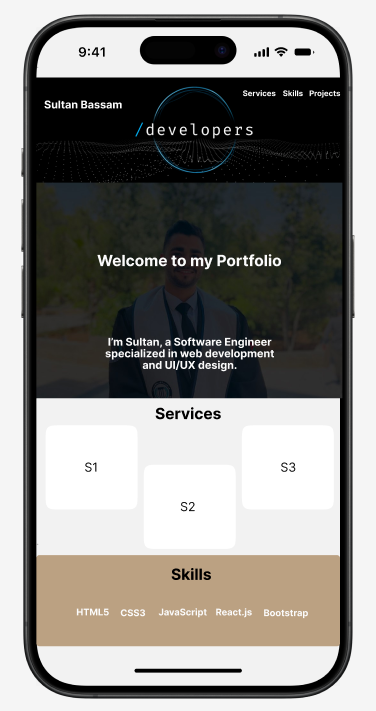 9:41
Sultan Bassam
Services Skills Projects
/developers
Welcome to my Portfolio
I'm Sultan, a Software Engineer
specialized in web development
and UI/UX design.
Services
S1
S2
S3
Skills
HTML5 CSS3 JavaScript React.js Bootstrap